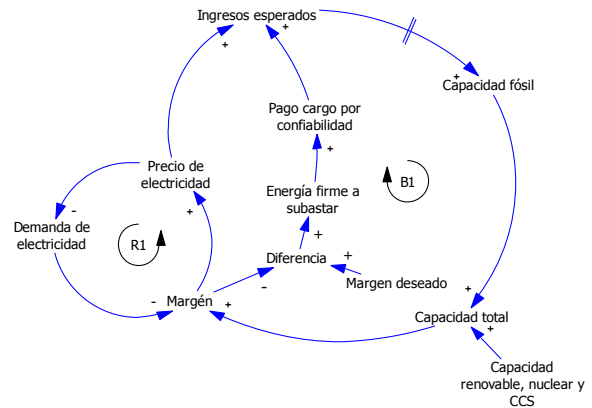 Ingresos esperados
+
+
+
Capacidad fósil
Pago cargo por
confiabilidad
+
Precio de
electricidad
+
Energía firme a
subastar
+
B1
-
Demanda de
electricidad
R1
Diferencia
+
-
Margen deseado
-
Margén
+
+
Capacidad total
+
Capacidad
renovable, nuclear y
CCS